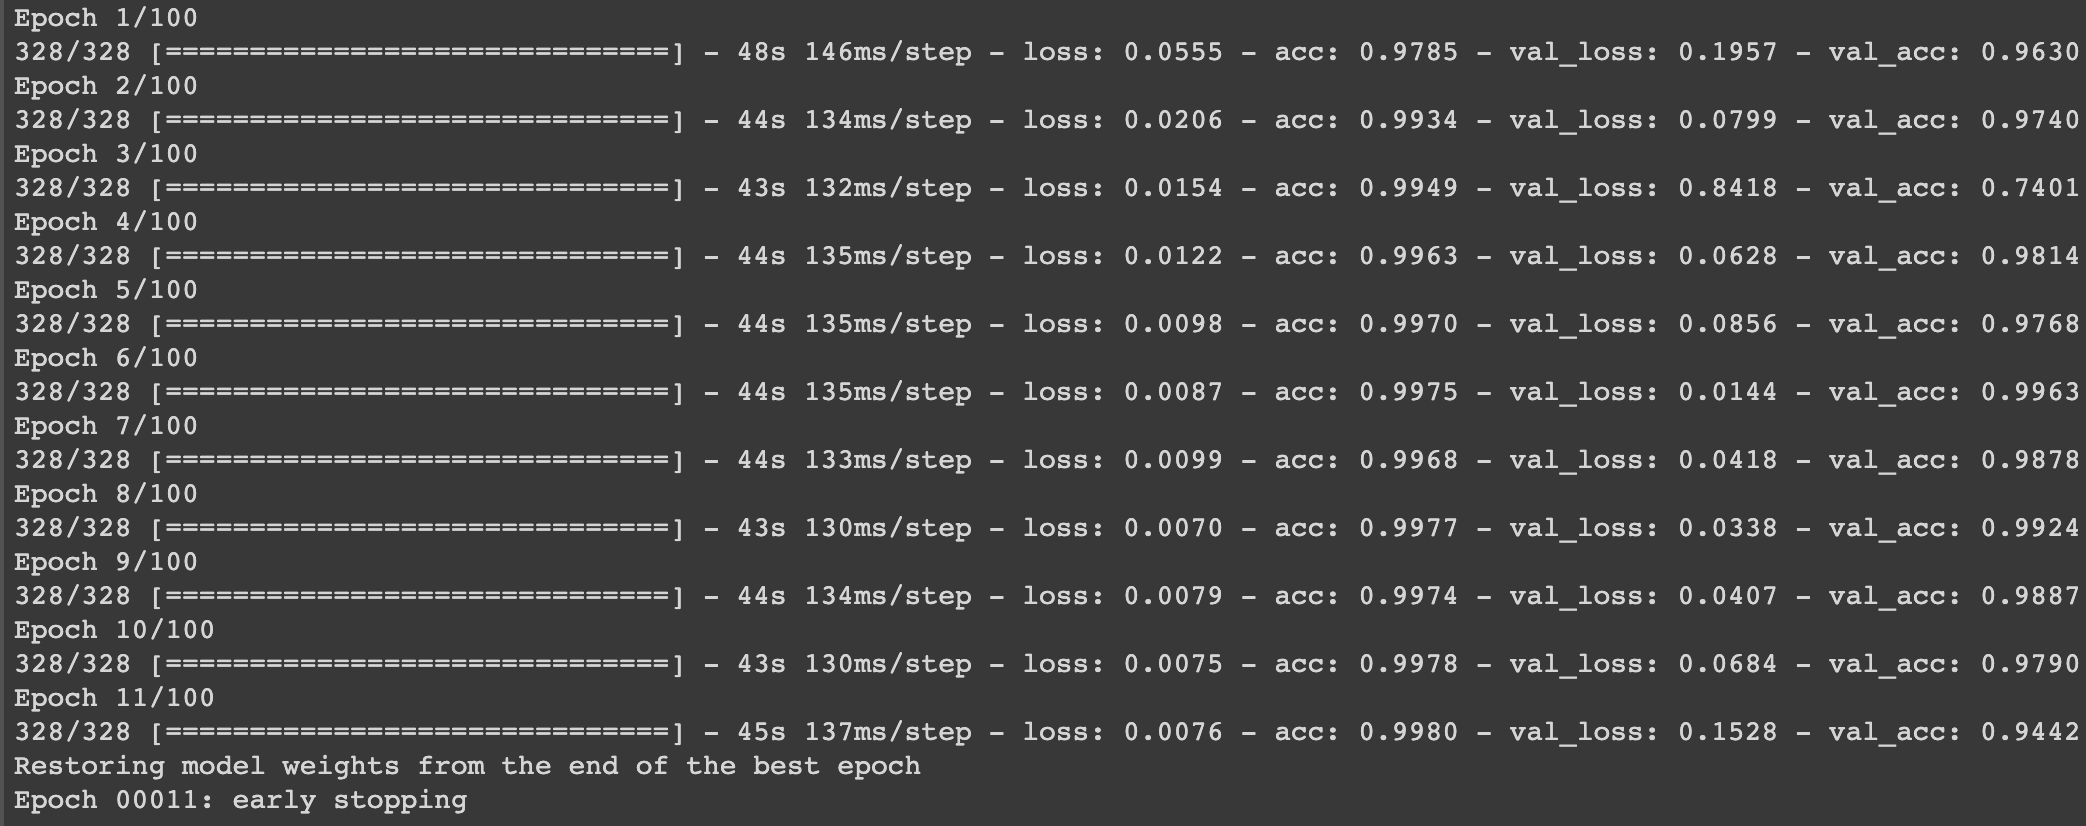 Epoch 1/100
328/328 [==============================] - 48s 146ms/step - loss: 0.0555 - acc: 0.9785 - val_loss: 0.1957 - val_acc: 0.9630
Epoch 2/100
328/328 [==============================] - 44s 134ms/step - loss: 0.0206 - acc: 0.9934 - val_loss: 0.0799 - val_acc: 0.9740
Epoch 3/100
328/328 [==============================] - 43s 132ms/step - loss: 0.0154 - acc: 0.9949 - val_loss: 0.8418 - val_acc: 0.7401
Epoch 4/100
328/328 [==============================] - 44s 135ms/step - loss: 0.0122 - acc: 0.9963 - val_loss: 0.0628 - val_acc: 0.9814
Epoch 5/100
328/328 [==============================] - 44s 135ms/step - loss: 0.0098 - acc: 0.9970 - val_loss: 0.0856 - val_acc: 0.9768
Epoch 6/100
328/328 [==============================] - 44s 135ms/step - loss: 0.0087 - acc: 0.9975 - val_loss: 0.0144 - val_acc: 0.9963
Epoch 7/100
328/328 [==============================] - 44s 133ms/step - loss: 0.0099 - acc: 0.9968 - val_loss: 0.0418 - val_acc: 0.9878
Epoch 8/100
328/328 [==============================] - 43s 130ms/step - loss: 0.0070 - acc: 0.9977 - val_loss: 0.0338 - val_acc: 0.9924
Epoch 9/100
328/328 [==============================] - 44s 134ms/step - loss: 0.0079 - acc: 0.9974 - val_loss: 0.0407 - val_acc: 0.9887
Epoch 10/100
328/328 [==============================] - 43s 130ms/step - loss: 0.0075 - acc: 0.9978 - val_loss: 0.0684 - val_acc: 0.9790
Epoch 11/100
328/328 [==============================] - 45s 137ms/step - loss: 0.0076 - acc: 0.9980 - val_loss: 0.1528 - val_acc: 0.9442
Restoring model weights from the end of the best epoch
Epoch 00011: early stopping